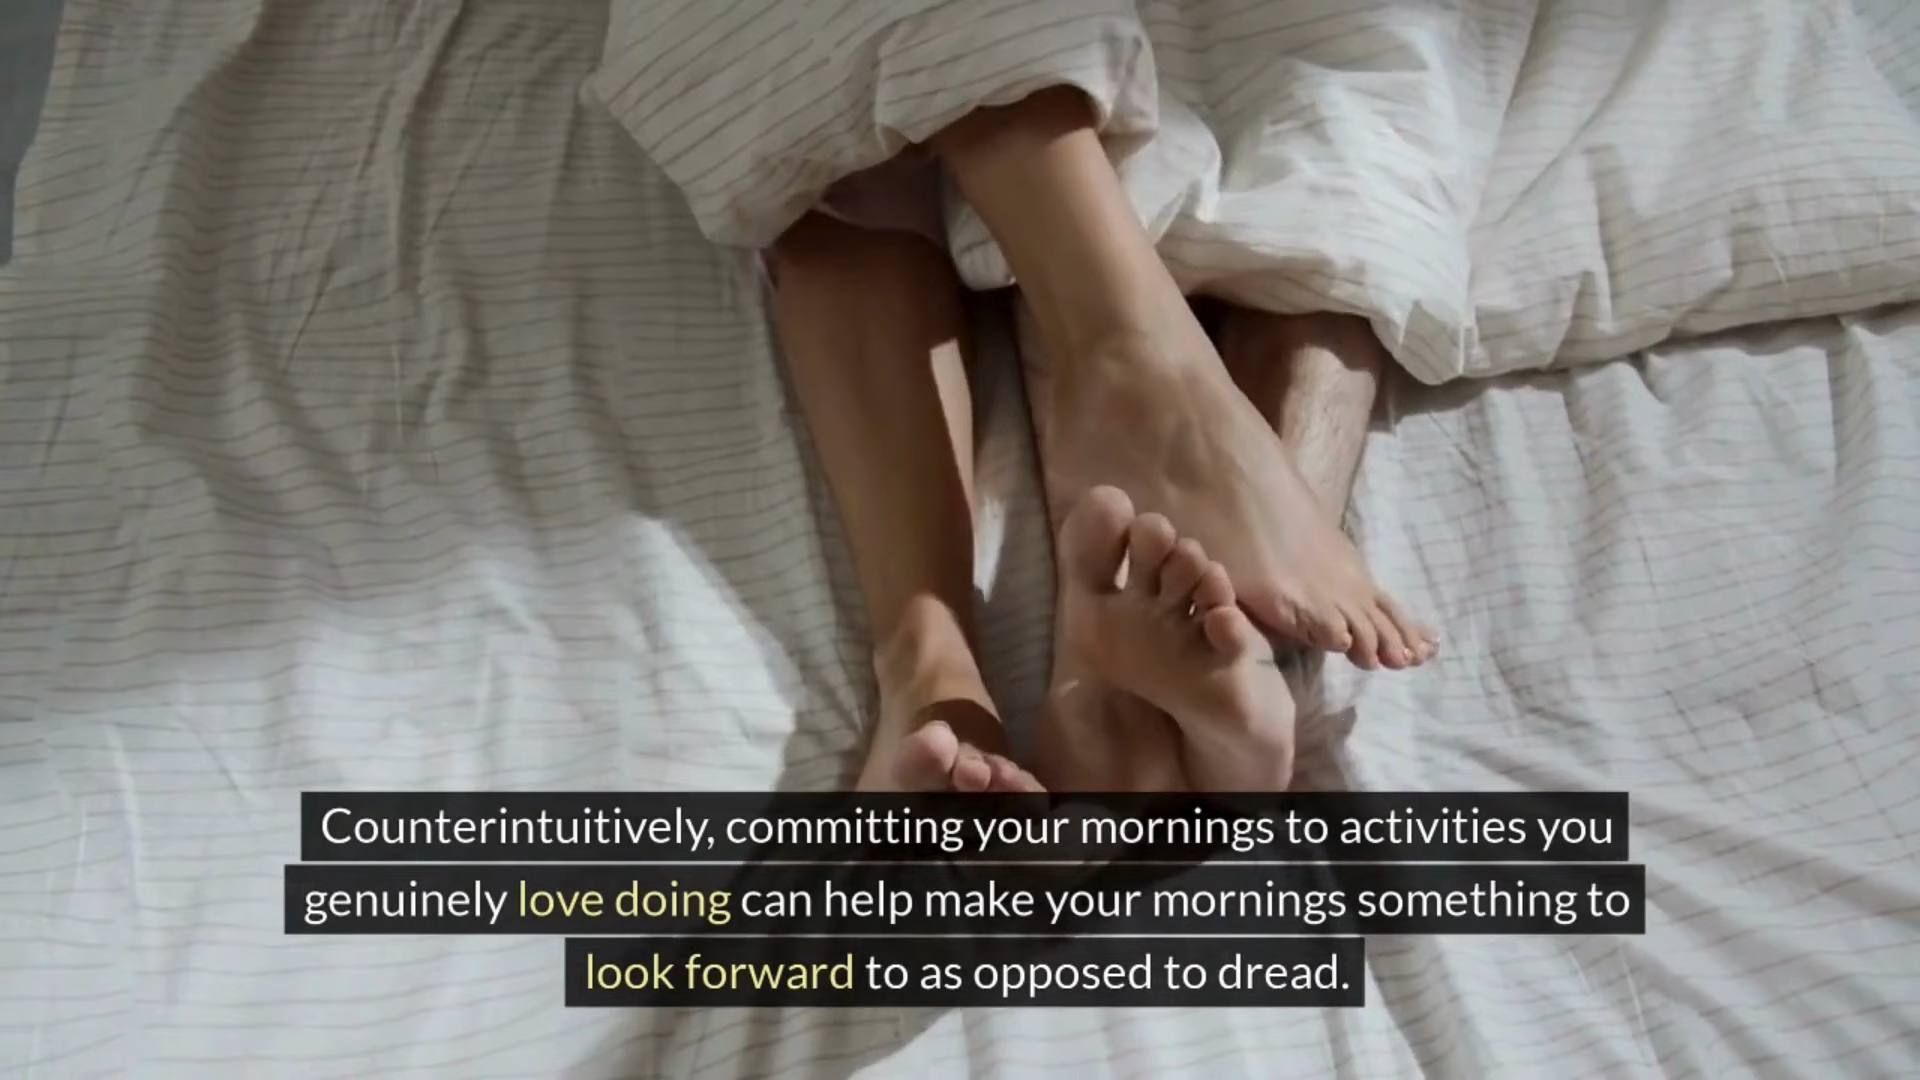 Counterintuitively, committing your mornings to activities you
genuinely love doing can help make your mornings something to
look forward to as opposed to dread.